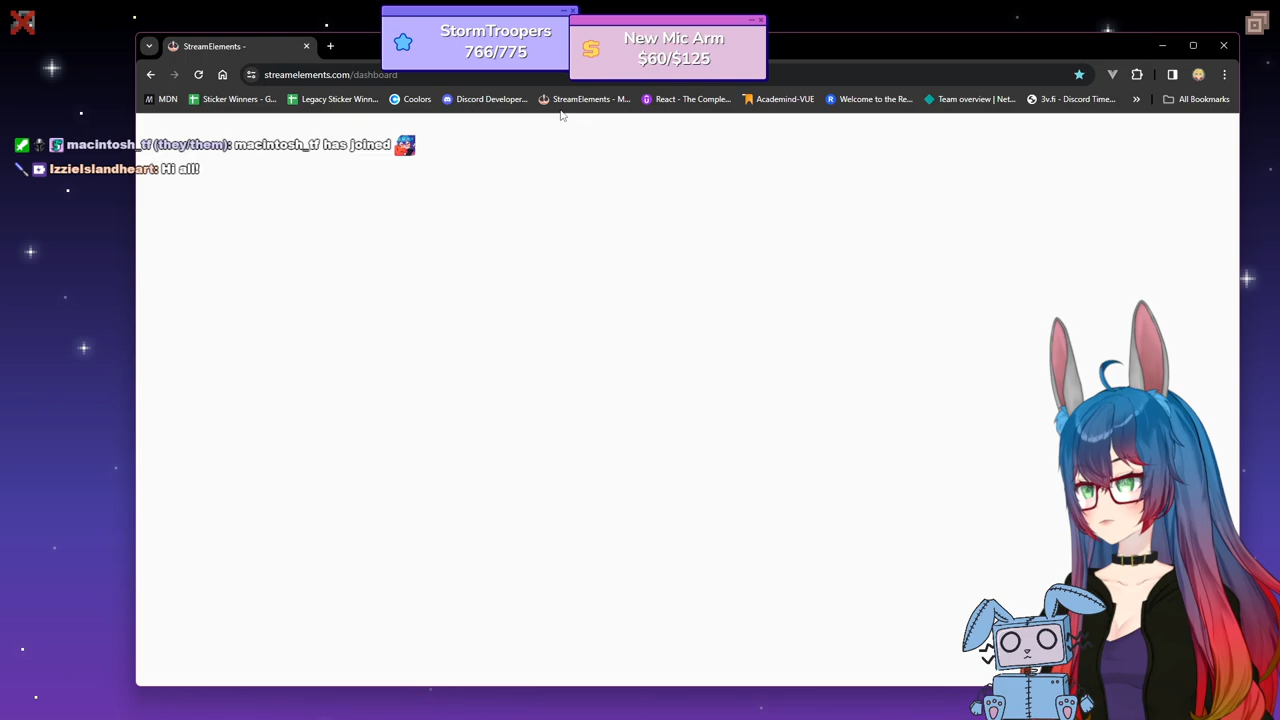 StormTroopers
766/775
New Mic Arm
$60/$125
StreamElements -
streamelements.com/dashboard
MDN
Sticker Winners - G...
Legacy Sticker Winn...
Coolors
Discord Developer...
StreamElements - M...
React - The Comple...
Academind-VUE
Welcome to the Re...
Team overview | Net...
3v.fi - Discord Time...
All Bookmarks
macintosh_tf (they/them): macintosh_tf has joined
IzzieIslandheart: Hi all!